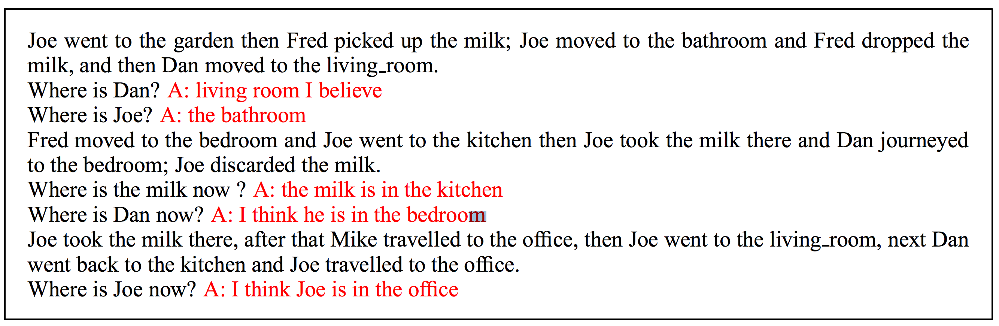 Joe went to the garden then Fred picked up the milk; Joe moved to the bathroom and Fred dropped the
milk, and then Dan moved to the living_room.
Where is Dan? A: living room I believe
Where is Joe? A: the bathroom
Fred moved to the bedroom and Joe went to the kitchen then Joe took the milk there and Dan journeyed
to the bedroom; Joe discarded the milk.
Where is the milk now ? A: the milk is in the kitchen
Where is Dan now? A: I think he is in the bedroom
Joe took the milk there, after that Mike travelled to the office, then Joe went to the living_room, next Dan
went back to the kitchen and Joe travelled to the office.
Where is Joe now? A: I think Joe is in the office